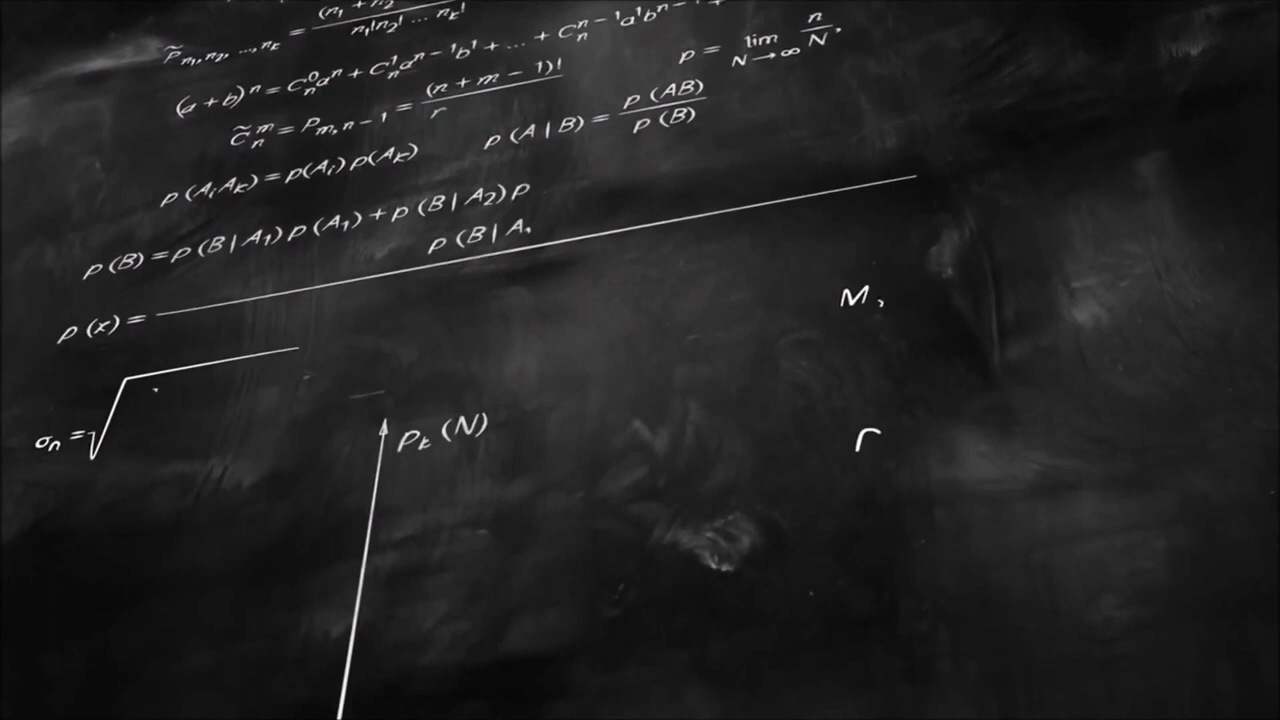 P̃ n₁, n₂, ..., nₖ = (n₁ + n₂ / n₁! n₂! ... nₖ!
(a + b)ⁿ = C⁰ₙaⁿ + C¹ₙaⁿ⁻¹b¹ + ... + Cⁿ⁻¹ₙa¹bⁿ⁻¹ +
p = lim N→∞ n/N,
C̃ᵐₙ = Pₘ,ₙ₋₁ = (n + m − 1)! / r
p(AᵢAₖ) = p(Aᵢ)p(Aₖ)
p(A | B) = p(AB) / p(B)
p(B) = p(B | A₁)p(A₁) + p(B | A₂)p
p(B | A₁
p(x) =
M,
σₙ = √
Pₖ(N)
r